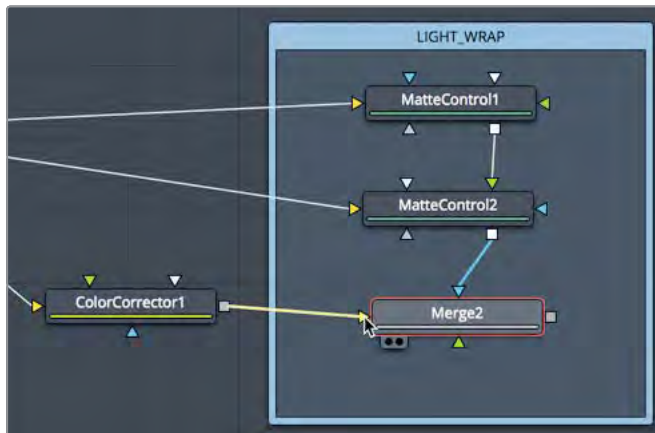 LIGHT_WRAP
MatteControl1
MatteControl2
ColorCorrector1
Merge2